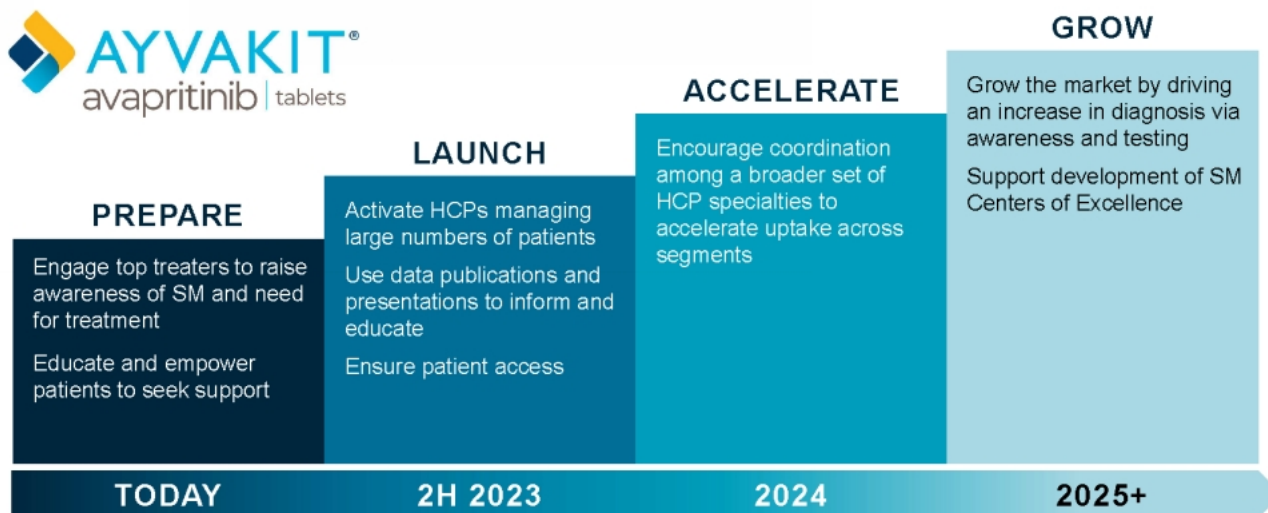 AYVAKIT®
avapritinib | tablets
PREPARE
Engage top treaters to raise
awareness of SM and need
for treatment
Educate and empower
patients to seek support
TODAY
LAUNCH
Activate HCPs managing
large numbers of patients
Use data publications and
presentations to inform and
educate
Ensure patient access
2H 2023
ACCELERATE
Encourage coordination
among a broader set of
HCP specialties to
accelerate uptake across
segments
2024
GROW
Grow the market by driving
an increase in diagnosis via
awareness and testing
Support development of SM
Centers of Excellence
2025+